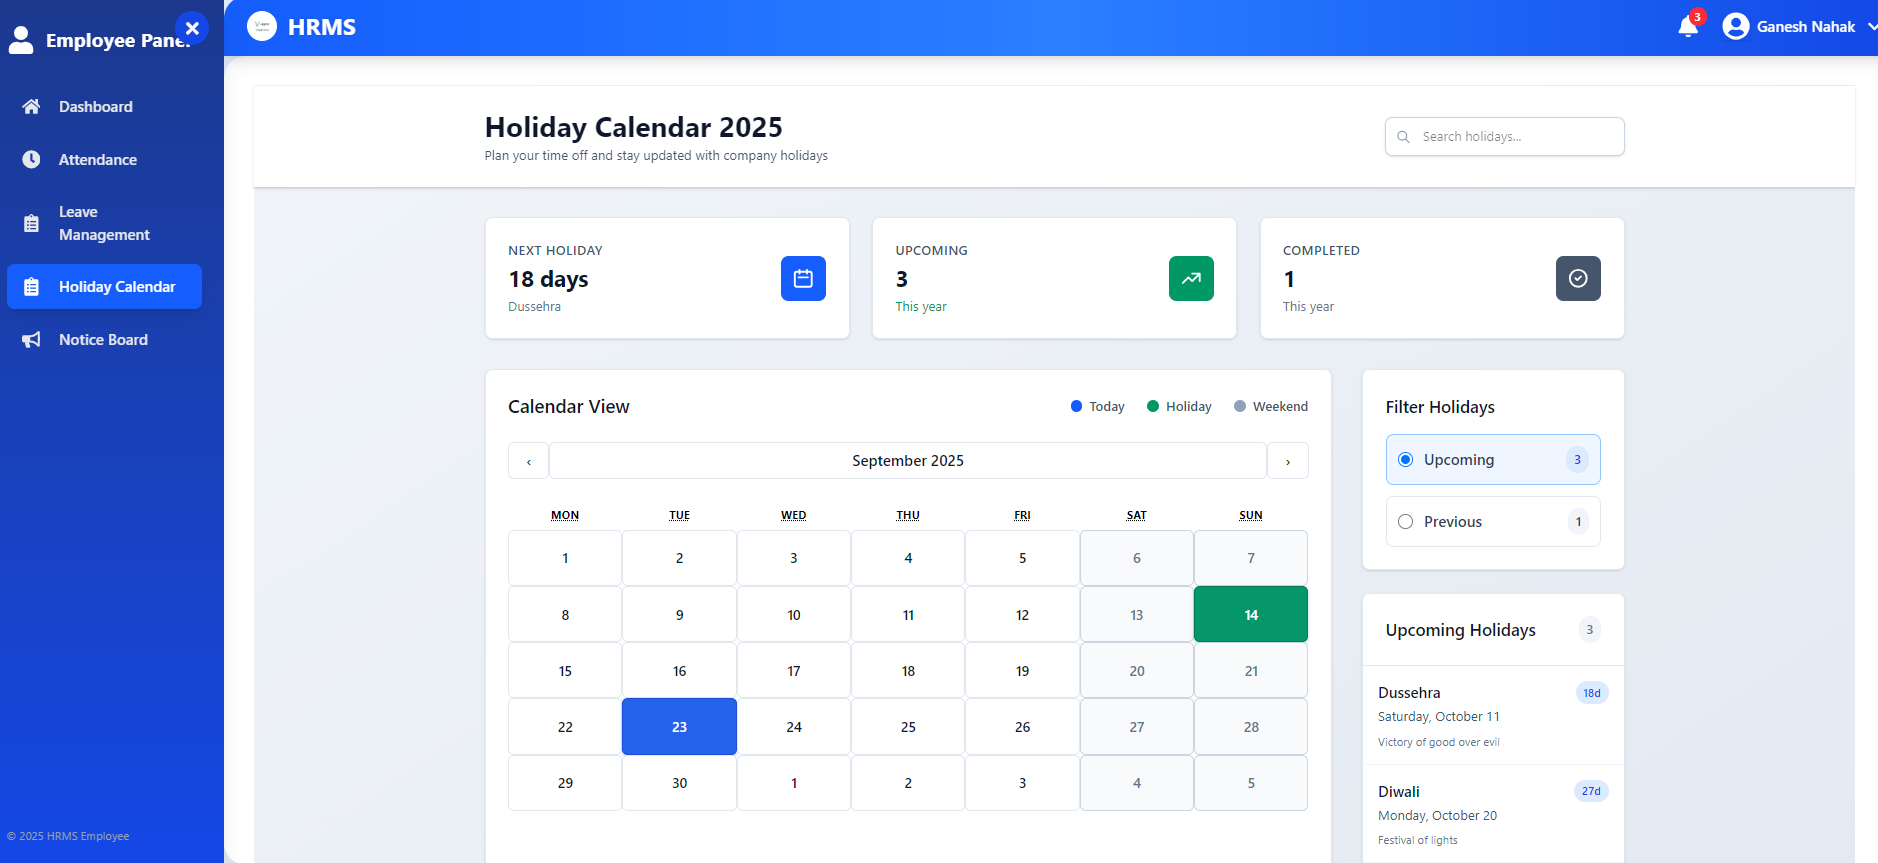 Employee Pane
Dashboard
Attendance
Leave
Management
Holiday Calendar
Notice Board
© 2025 HRMS Employee
HRMS
3
Ganesh Nahak
Holiday Calendar 2025
Plan your time off and stay updated with company holidays
Search holidays...
NEXT HOLIDAY
18 days
Dussehra
UPCOMING
3
This year
COMPLETED
1
This year
Calendar View
Today Holiday Weekend
‹ September 2025 ›
MON TUE WED THU FRI SAT SUN
1 2 3 4 5 6 7
8 9 10 11 12 13 14
15 16 17 18 19 20 21
22 23 24 25 26 27 28
29 30 1 2 3 4 5
Filter Holidays
Upcoming 3
Previous 1
Upcoming Holidays 3
Dussehra 18d
Saturday, October 11
Victory of good over evil
Diwali 27d
Monday, October 20
Festival of lights